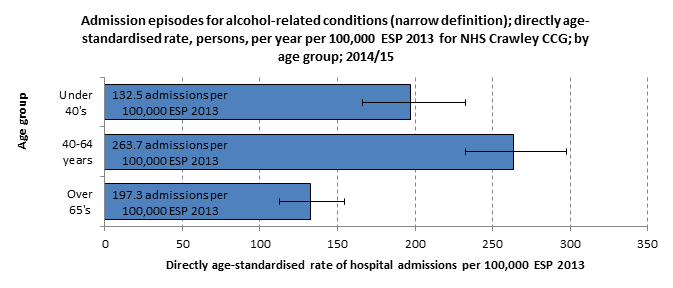 Admission episodes for alcohol-related conditions (narrow definition); directly age-
standardised rate, persons, per year per 100,000 ESP 2013 for NHS Crawley CCG; by
age group; 2014/15
Age group
Under
40's
132.5 admissions per
100,000 ESP 2013
40-64
years
263.7 admissions per
100,000 ESP 2013
Over
65's
197.3 admissions per
100,000 ESP 2013
0 50 100 150 200 250 300 350
Directly age-standardised rate of hospital admissions per 100,000 ESP 2013